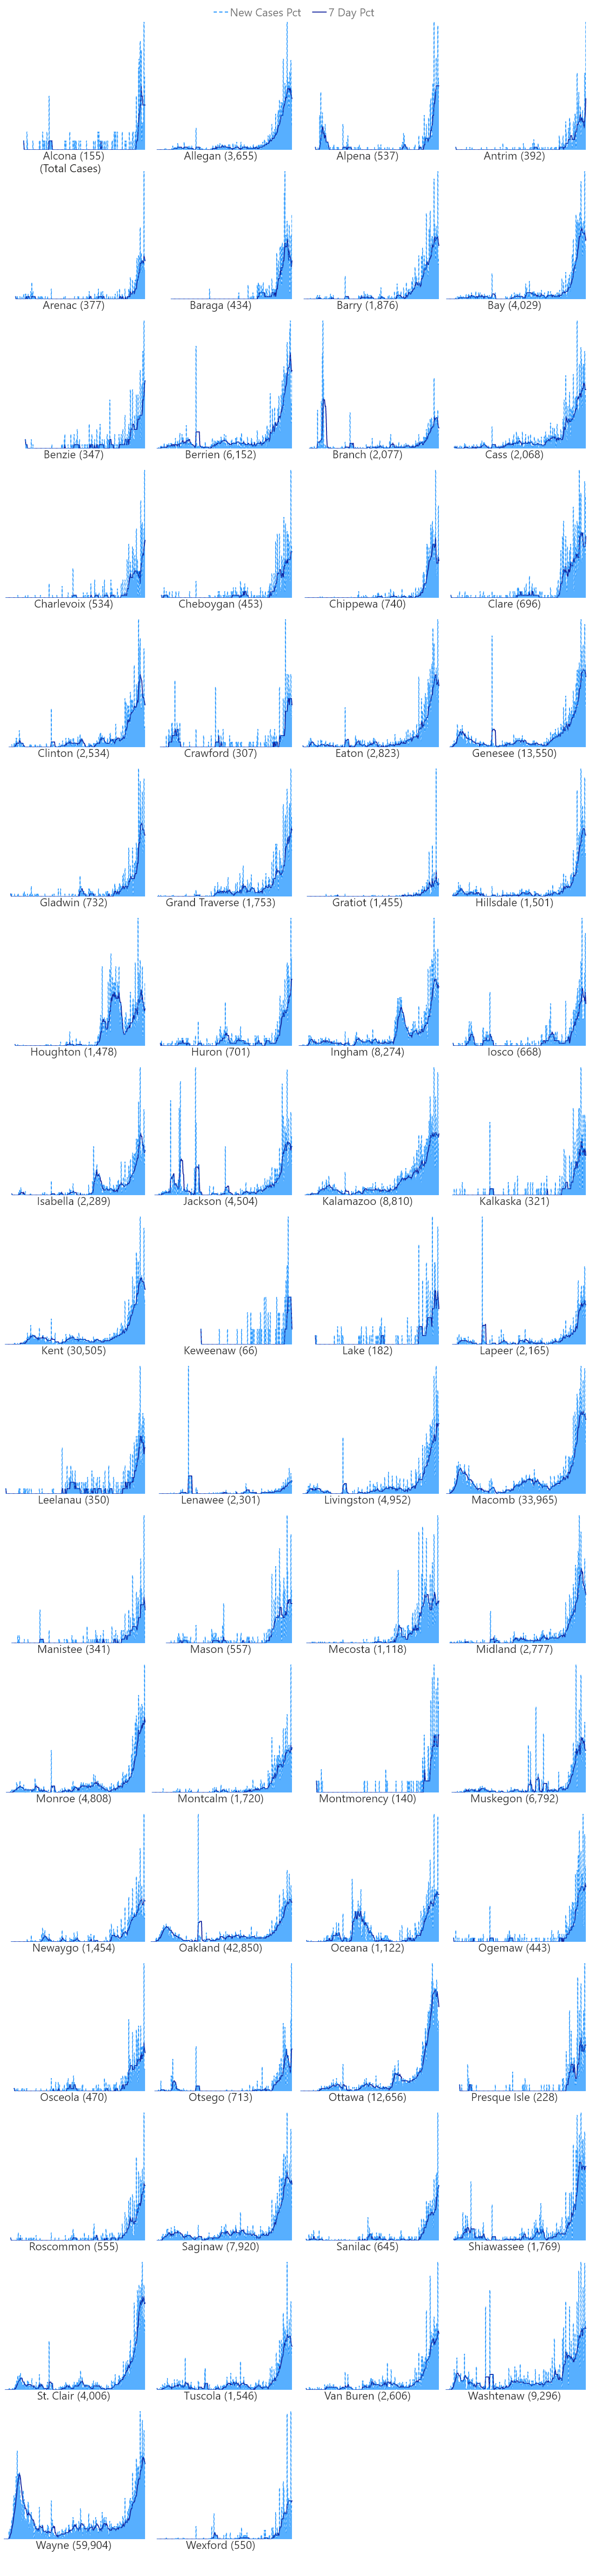 New Cases Pct 7 Day Pct
Alcona (155) Allegan (3,655) Alpena (537) Antrim (392)
(Total Cases)
Arenac (377) Baraga (434) Barry (1,876) Bay (4,029)
Benzie (347) Berrien (6,152) Branch (2,077) Cass (2,068)
Charlevoix (534) Cheboygan (453) Chippewa (740) Clare (696)
Clinton (2,534) Crawford (307) Eaton (2,823) Genesee (13,550)
Gladwin (732) Grand Traverse (1,753) Gratiot (1,455) Hillsdale (1,501)
Houghton (1,478) Huron (701) Ingham (8,274) Iosco (668)
Isabella (2,289) Jackson (4,504) Kalamazoo (8,810) Kalkaska (321)
Kent (30,505) Keweenaw (66) Lake (182) Lapeer (2,165)
Leelanau (350) Lenawee (2,301) Livingston (4,952) Macomb (33,965)
Manistee (341) Mason (557) Mecosta (1,118) Midland (2,777)
Monroe (4,808) Montcalm (1,720) Montmorency (140) Muskegon (6,792)
Newaygo (1,454) Oakland (42,850) Oceana (1,122) Ogemaw (443)
Osceola (470) Otsego (713) Ottawa (12,656) Presque Isle (228)
Roscommon (555) Saginaw (7,920) Sanilac (645) Shiawassee (1,769)
St. Clair (4,006) Tuscola (1,546) Van Buren (2,606) Washtenaw (9,296)
Wayne (59,904) Wexford (550)